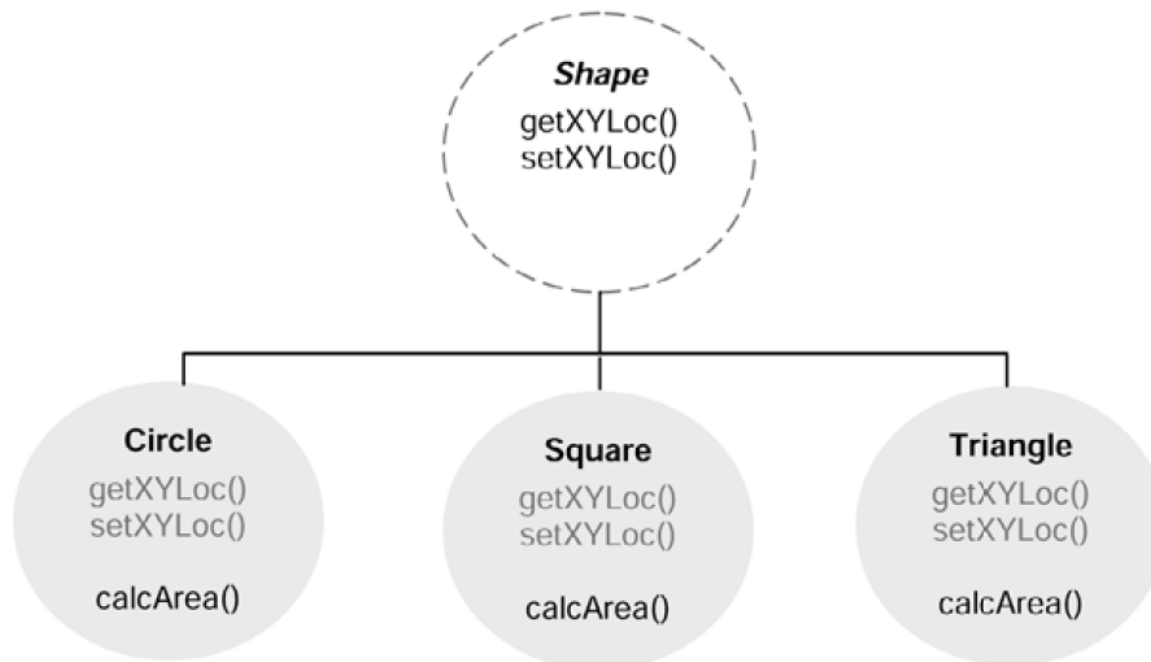 Shape
getXYLoc()
setXYLoc()
Circle
getXYLoc()
setXYLoc()
calcArea()
Square
getXYLoc()
setXYLoc()
calcArea()
Triangle
getXYLoc()
setXYLoc()
calcArea()